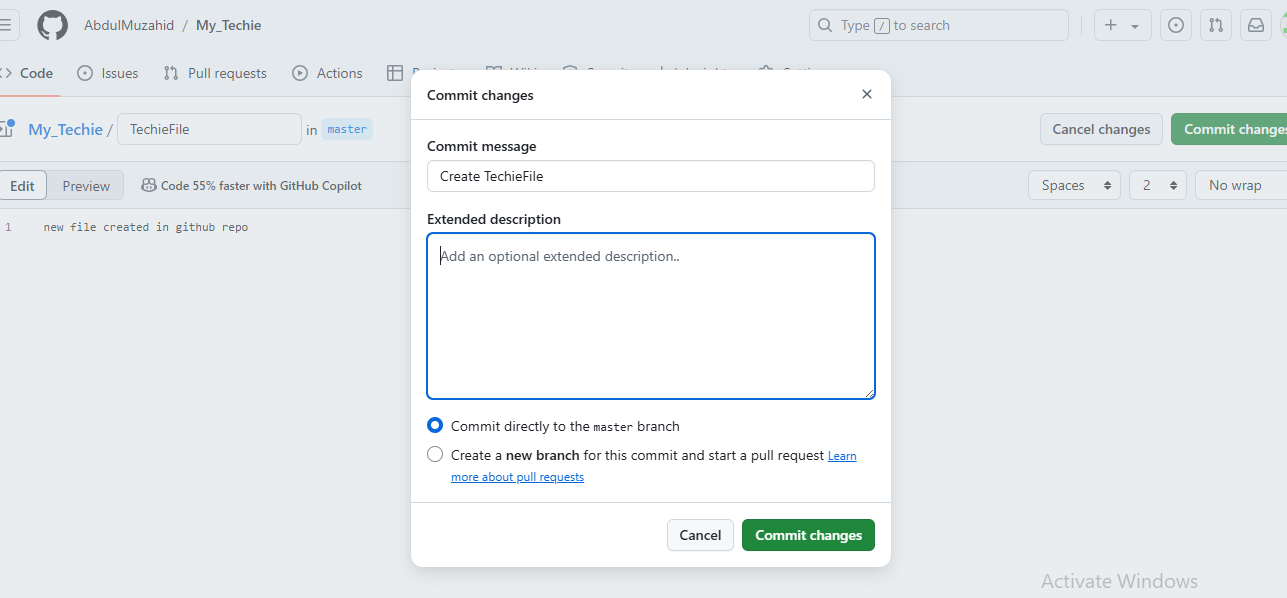 AbdulMuzahid / My_Techie
Type / to search
Code Issues Pull requests Actions
Commit changes
My_Techie / TechieFile in master
Cancel changes Commit changes
Edit Preview Code 55% faster with GitHub Copilot
Spaces 2 No wrap
1 new file created in github repo
Commit message
Create TechieFile
Extended description
Add an optional extended description..
Commit directly to the master branch
Create a new branch for this commit and start a pull request Learn
more about pull requests
Cancel Commit changes
Activate Windows